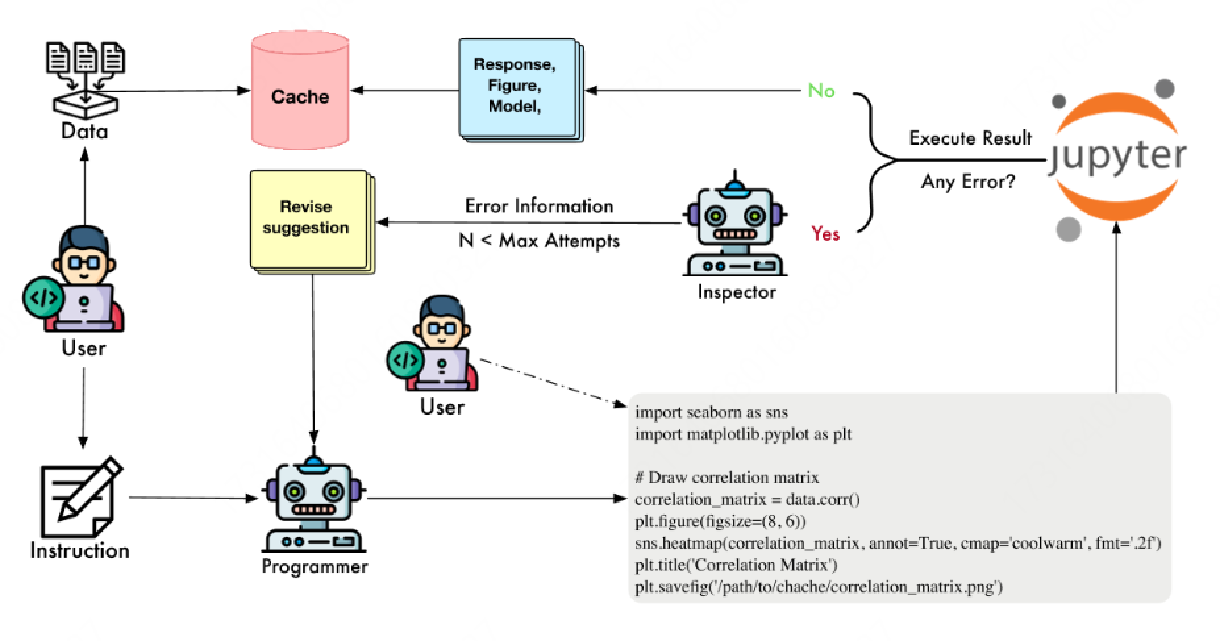 Data
Cache
Response,
Figure,
Model,
No
Execute Result
Any Error?
jupyter
Yes
Revise
suggestion
Error Information
N < Max Attempts
Inspector
</>
User
</>
User
Instruction
Programmer
import seaborn as sns
import matplotlib.pyplot as plt
# Draw correlation matrix
correlation_matrix = data.corr()
plt.figure(figsize=(8, 6))
sns.heatmap(correlation_matrix, annot=True, cmap='coolwarm', fmt='.2f')
plt.title('Correlation Matrix')
plt.savefig('/path/to/chache/correlation_matrix.png')